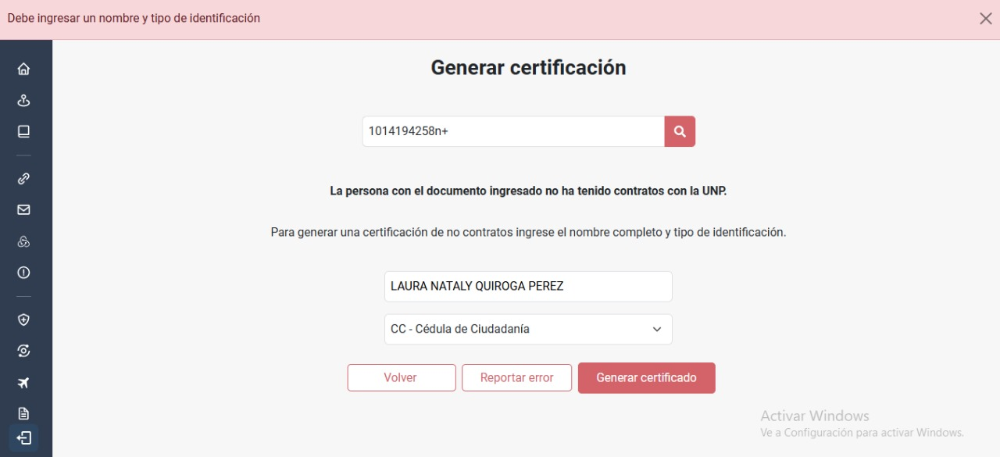 Debe ingresar un nombre y tipo de identificación
Generar certificación
1014194258n+
La persona con el documento ingresado no ha tenido contratos con la UNP.
Para generar una certificación de no contratos ingrese el nombre completo y tipo de identificación.
LAURA NATALY QUIROGA PEREZ
CC - Cédula de Ciudadanía
Volver
Reportar error
Generar certificado
Activar Windows
Ve a Configuración para activar Windows.